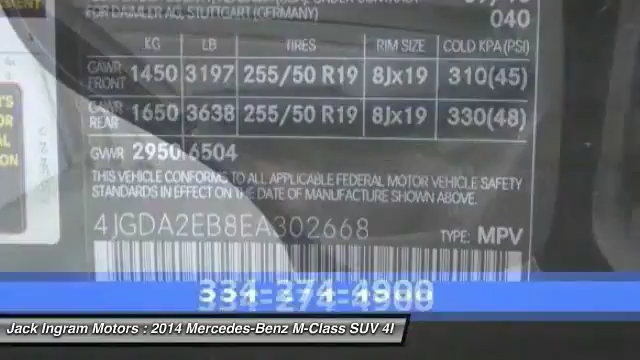 FOR DAIMLER AG, STUTTGART (GERMANY)
040
KG LB TIRES RIM SIZE COLD KPA (PSI)
GAWR FRONT 1450 3197 255/50 R19 8Jx19 310(45)
GAWR REAR 1650 3638 255/50 R19 8Jx19 330(48)
GVWR 2950 6504
THIS VEHICLE CONFORMS TO ALL APPLICABLE FEDERAL MOTOR VEHICLE SAFETY
STANDARDS IN EFFECT ON THE DATE OF MANUFACTURE SHOWN ABOVE.
4JGDA2EB8EA302668 TYPE: MPV
334-274-4900
Jack Ingram Motors : 2014 Mercedes-Benz M-Class SUV 4l